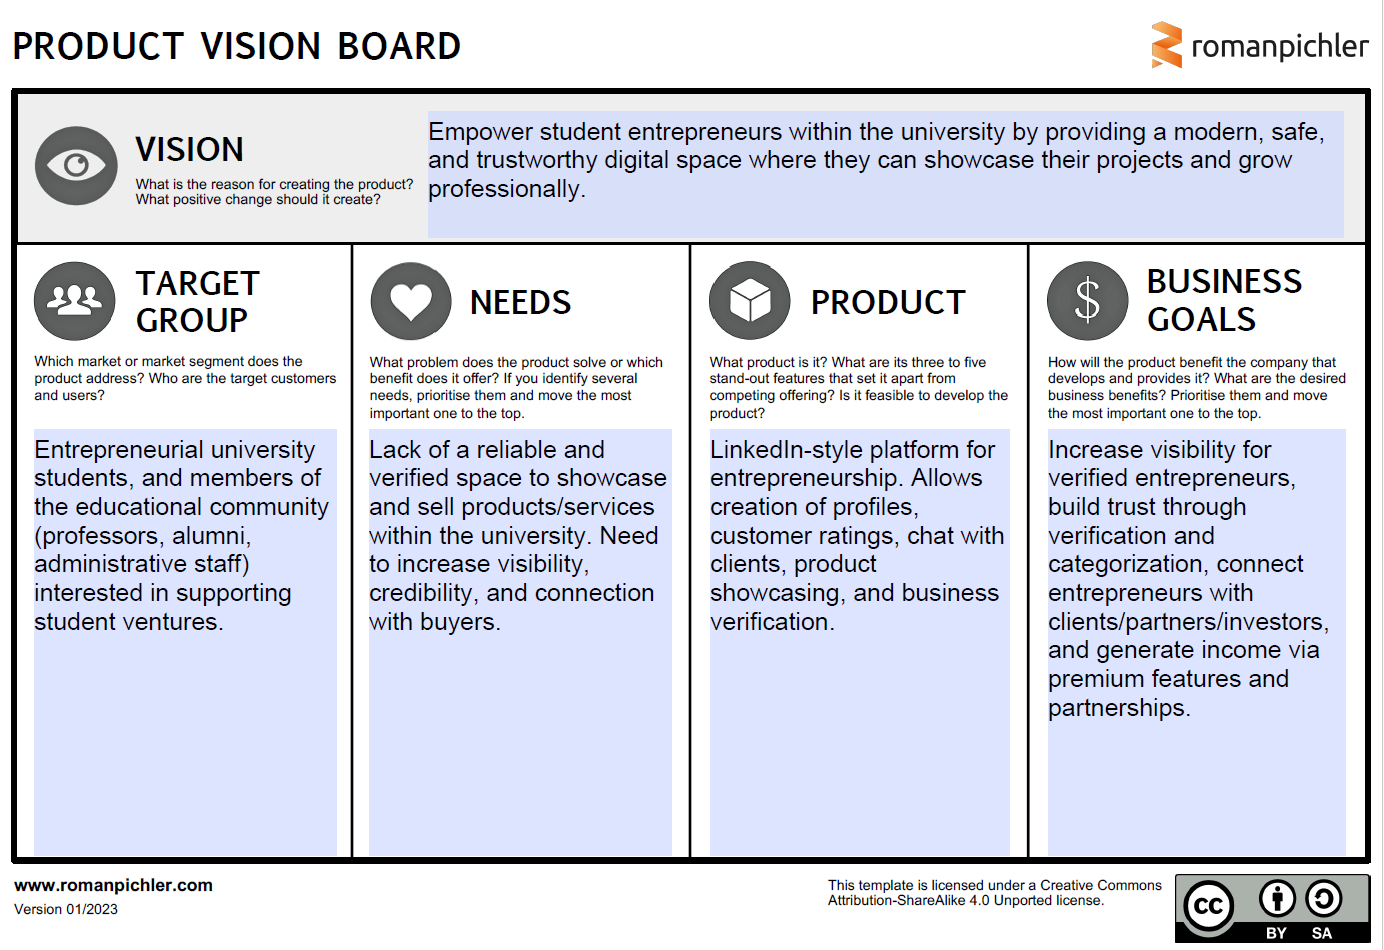 PRODUCT VISION BOARD
romanpichler
VISION
What is the reason for creating the product?
What positive change should it create?
Empower student entrepreneurs within the university by providing a modern, safe,
and trustworthy digital space where they can showcase their projects and grow
professionally.
TARGET
GROUP
Which market or market segment does the
product address? Who are the target customers
and users?
Entrepreneurial university
students, and members of
the educational community
(professors, alumni,
administrative staff)
interested in supporting
student ventures.
NEEDS
What problem does the product solve or which
benefit does it offer? If you identify several
needs, prioritise them and move the most
important one to the top.
Lack of a reliable and
verified space to showcase
and sell products/services
within the university. Need
to increase visibility,
credibility, and connection
with buyers.
PRODUCT
What product is it? What are its three to five
stand-out features that set it apart from
competing offering? Is it feasible to develop the
product?
LinkedIn-style platform for
entrepreneurship. Allows
creation of profiles,
customer ratings, chat with
clients, product
showcasing, and business
verification.
$
BUSINESS
GOALS
How will the product benefit the company that
develops and provides it? What are the desired
business benefits? Prioritise them and move
the most important one to the top.
Increase visibility for
verified entrepreneurs,
build trust through
verification and
categorization, connect
entrepreneurs with
clients/partners/investors,
and generate income via
premium features and
partnerships.
www.romanpichler.com
Version 01/2023
This template is licensed under a Creative Commons
Attribution-ShareAlike 4.0 Unported license.
cc
BY SA